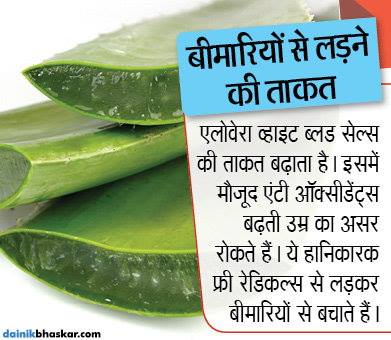 बीमारियों से लड़ने
की ताकत
एलोवेरा व्हाइट ब्लड सेल्स
की ताकत बढ़ाता है। इसमें
मौजूद एंटी ऑक्सीडेंट्स
बढ़ती उम्र का असर
रोकते हैं। ये हानिकारक
फ्री रेडिकल्स से लड़कर
बीमारियों से बचाते हैं।
dainikbhaskar.com